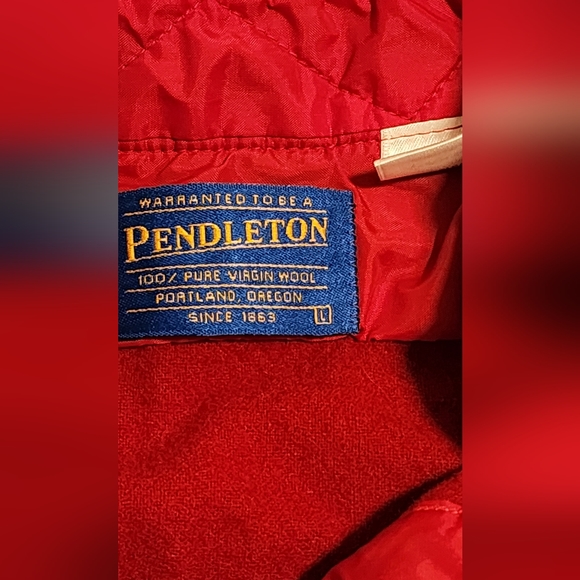 WARRANTED TO BE A
PENDLETON
100% PURE VIRGIN WOOL
PORTLAND, OREGON
SINCE 1863 L